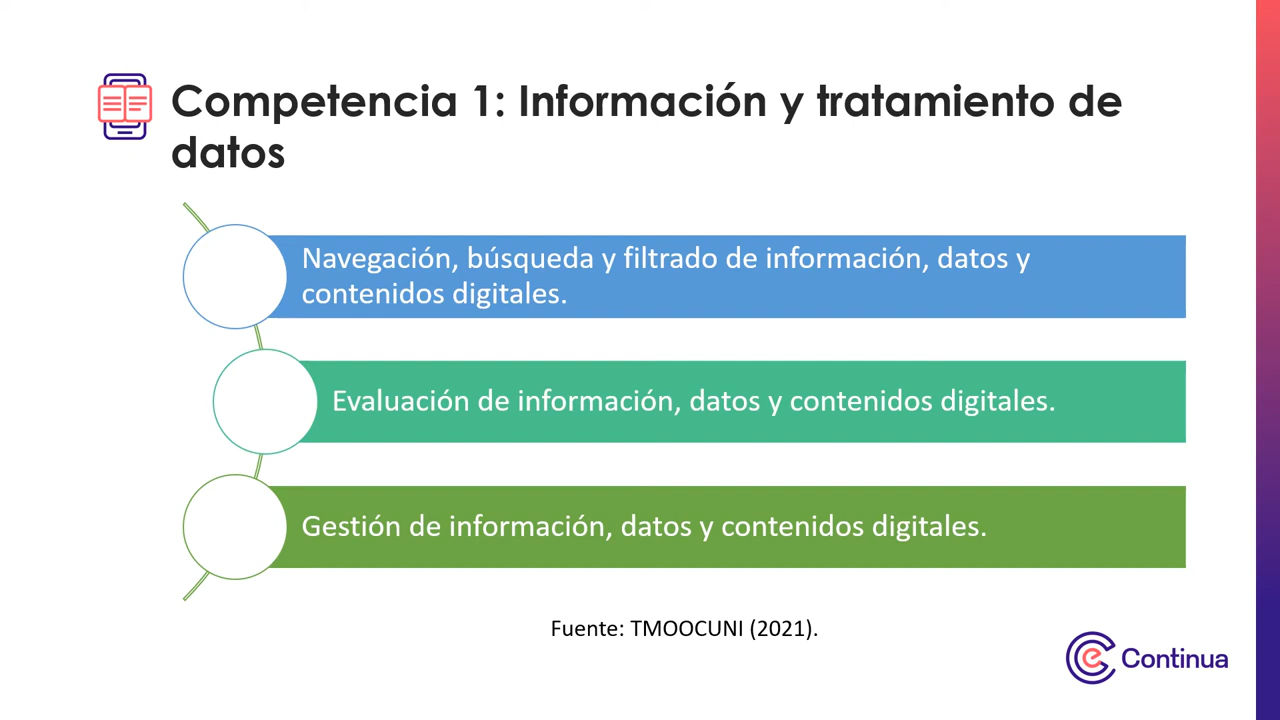 Competencia 1: Información y tratamiento de
datos
Navegación, búsqueda y filtrado de información, datos y
contenidos digitales.
Evaluación de información, datos y contenidos digitales.
Gestión de información, datos y contenidos digitales.
Fuente: TMOOCUNI (2021).
e Continua